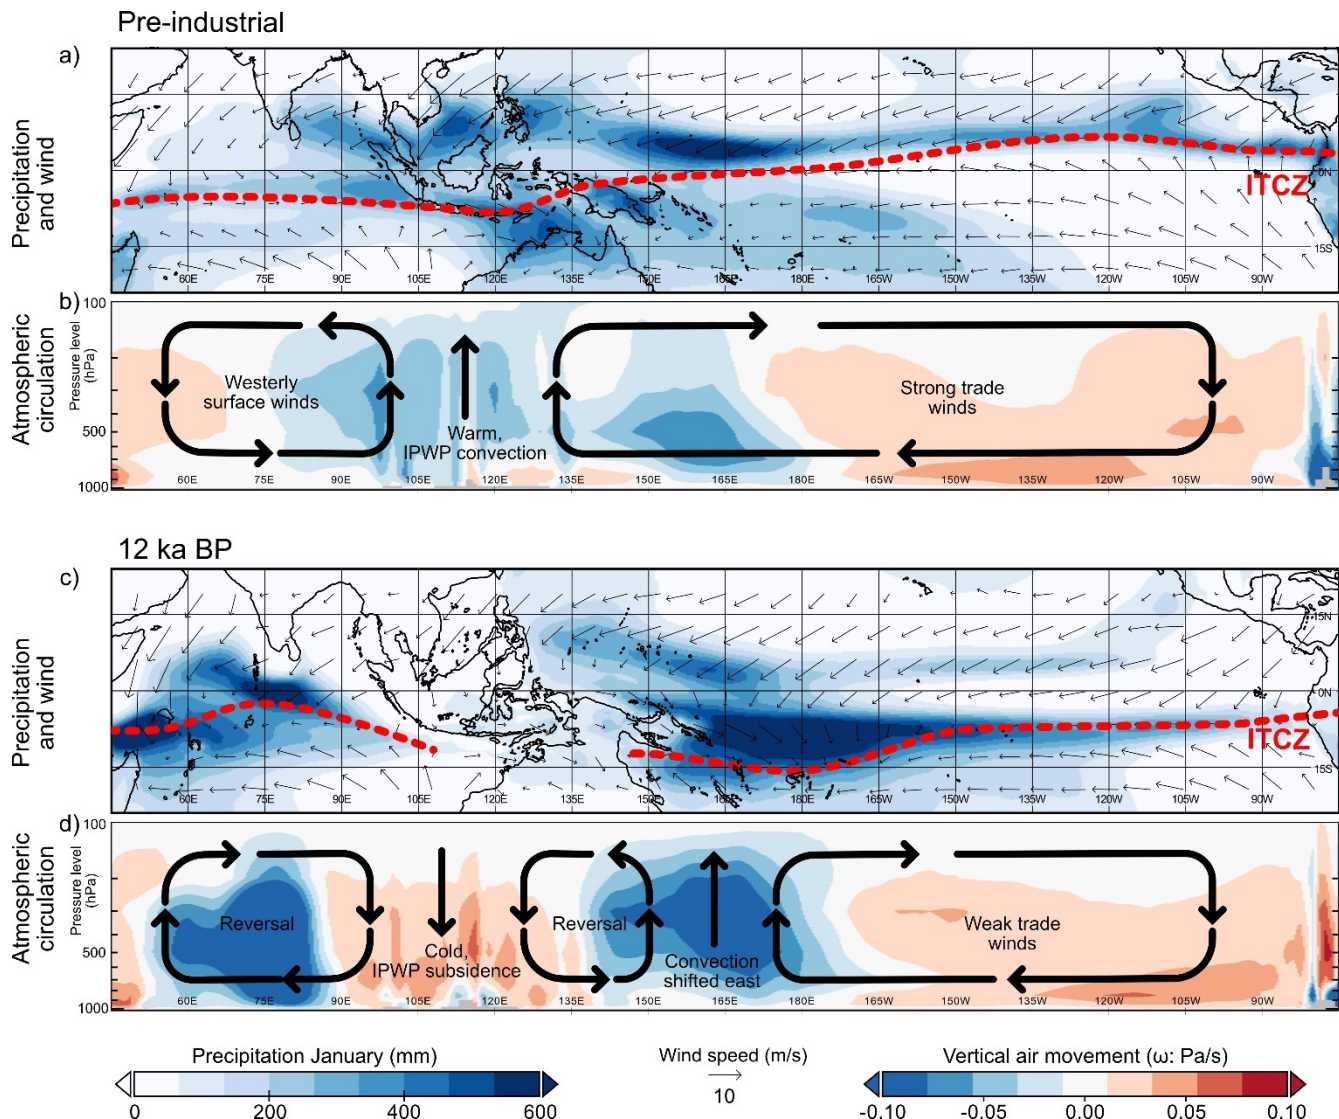 Pre-industrial
a)
Precipitation
and wind
15S
0N
ITCZ
60E 75E 90E 105E 120E 135E 150E 165E 180W 165W 150W 135W 120W 105W 90W
b)
Atmospheric
circulation
Pressure level
(hPa)
100
500
1000
Westerly
surface winds
Warm,
IPWP convection
Strong trade
winds
60E 75E 90E 105E 120E 135E 150E 165E 180W 165W 150W 135W 120W 105W 90W
12 ka BP
c)
Precipitation
and wind
15N
0N
ITCZ
15S
60E 75E 90E 105E 120E 135E 150E 165E 180W 165W 150W 135W 120W 105W 90W
d)
Atmospheric
circulation
Pressure level
(hPa)
100
500
1000
Reversal
Cold,
IPWP subsidence
Reversal
Convection
shifted east
Weak trade
winds
60E 75E 90E 105E 120E 135E 150E 165E 180W 165W 150W 135W 120W 105W 90W
Precipitation January (mm)
0 200 400 600
Wind speed (m/s)
10
Vertical air movement (ω: Pa/s)
-0.10 -0.05 0.00 0.05 0.10